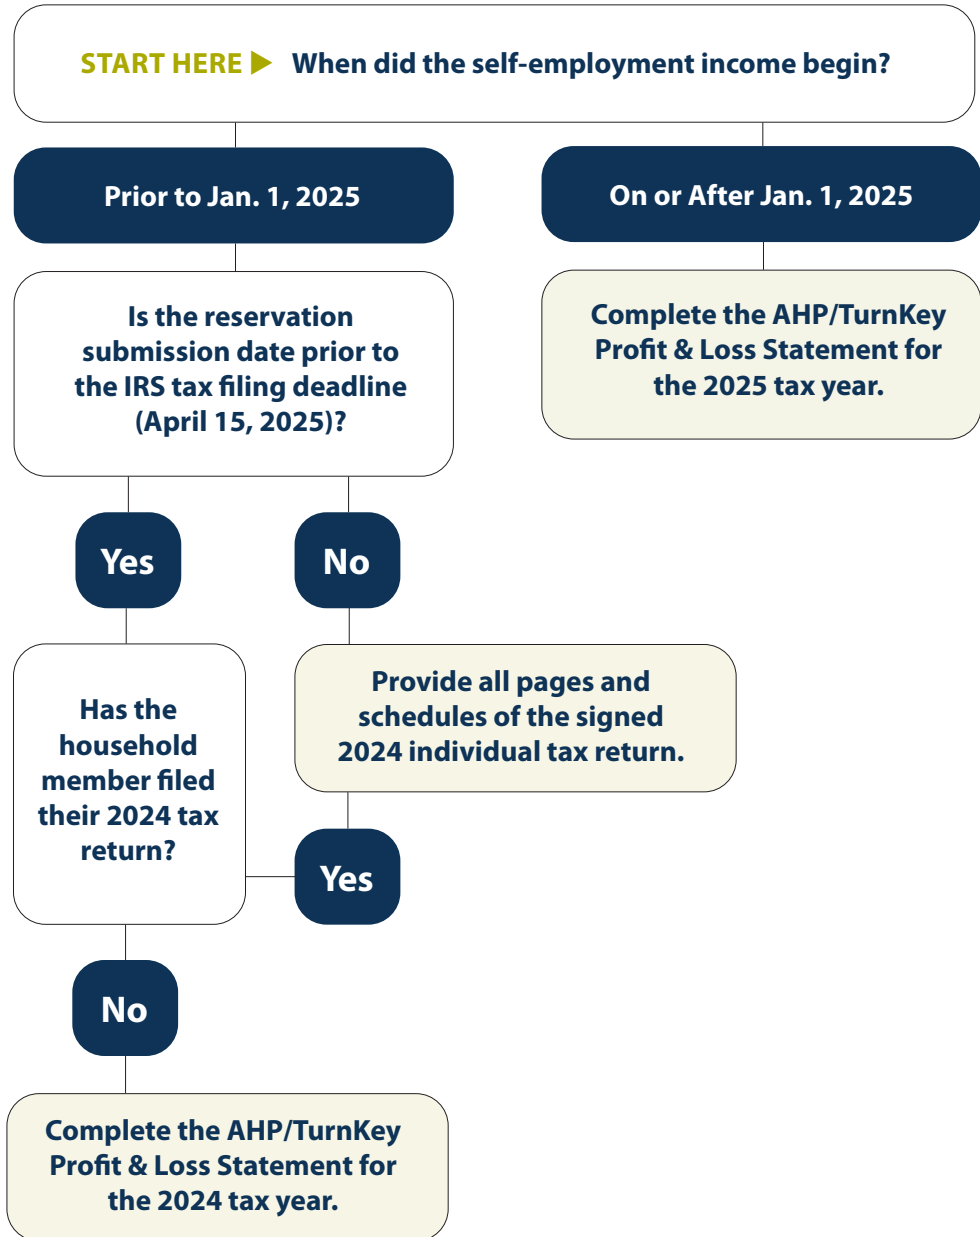 START HERE ▶ When did the self-employment income begin?
Prior to Jan. 1, 2025
On or After Jan. 1, 2025
Is the reservation
submission date prior to
the IRS tax filing deadline
(April 15, 2025)?
Complete the AHP/TurnKey
Profit & Loss Statement for
the 2025 tax year.
Yes
No
Has the
household
member filed
their 2024 tax
return?
Provide all pages and
schedules of the signed
2024 individual tax return.
Yes
No
Complete the AHP/TurnKey
Profit & Loss Statement for
the 2024 tax year.